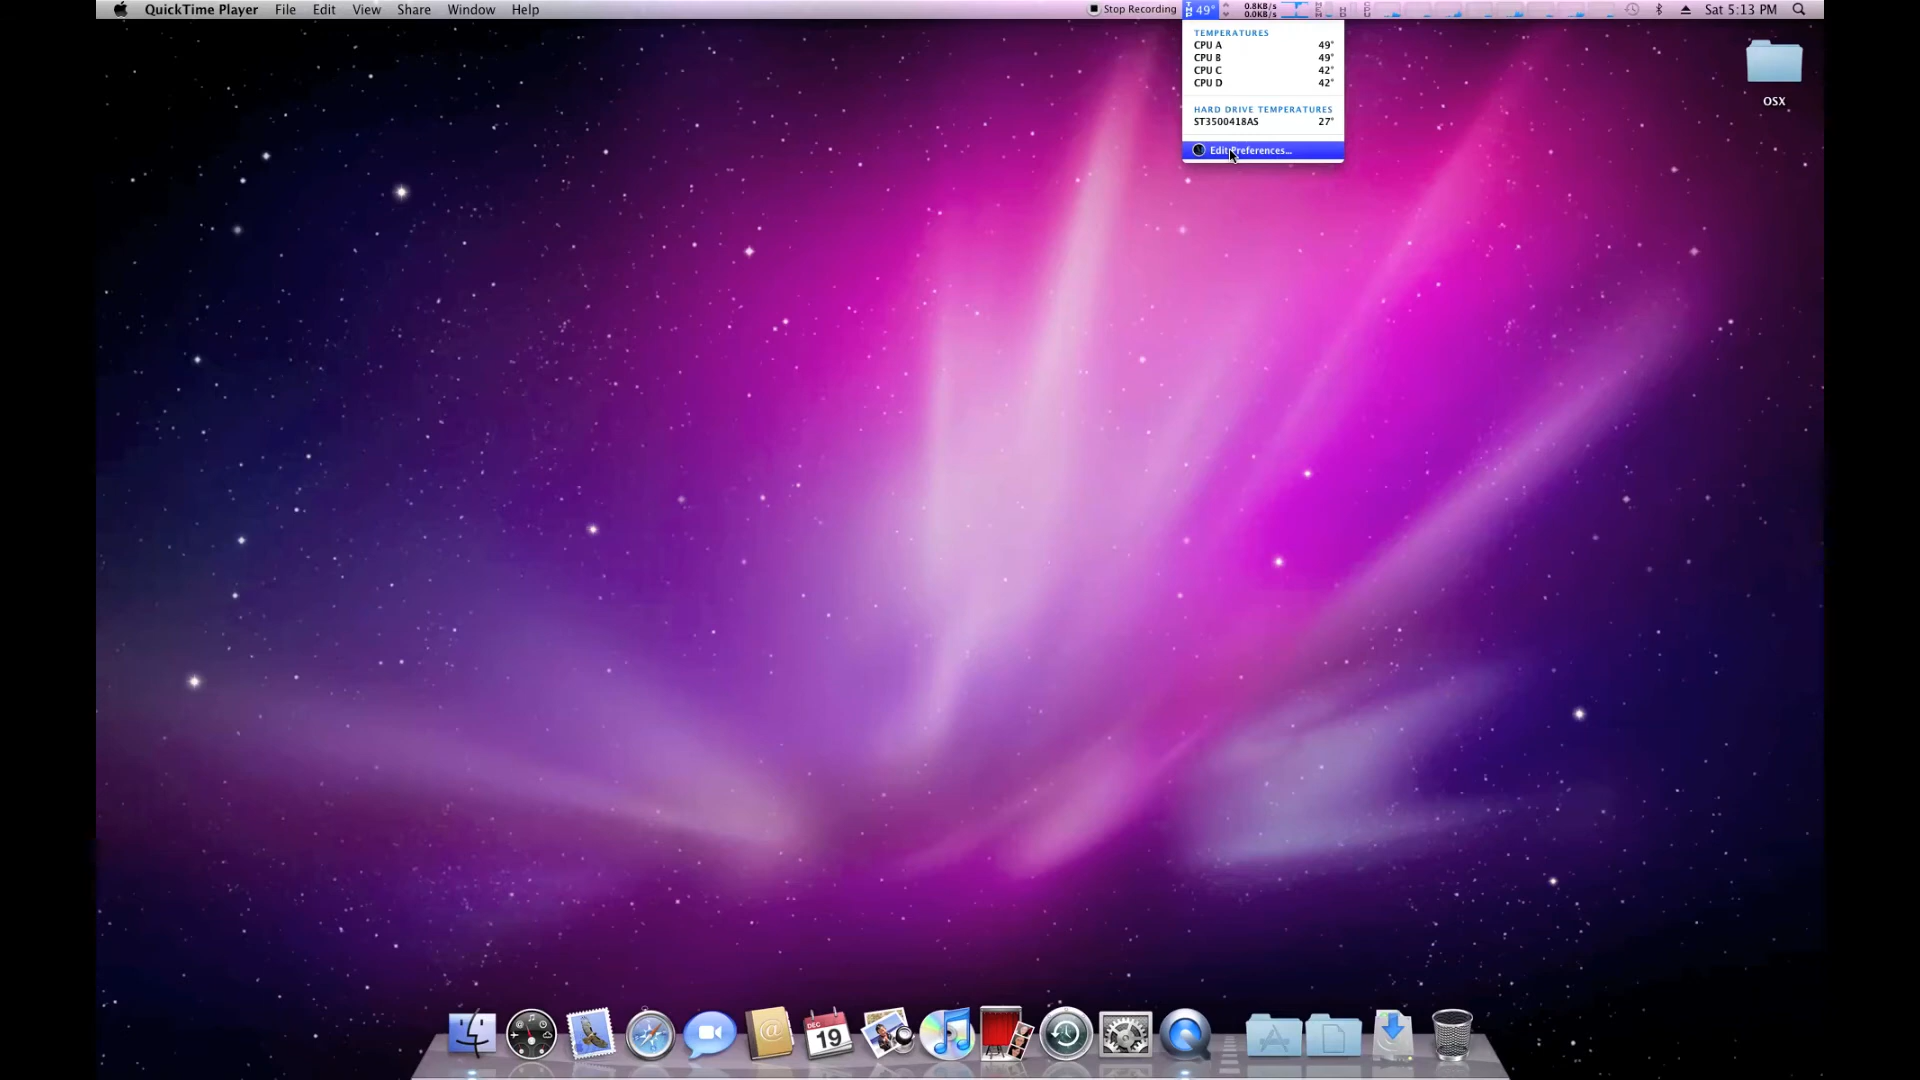 QuickTime Player File Edit View Share Window Help Stop Recording 49° 0.8KB/s Sat 5:13 PM
0.0KB/s
TEMPERATURES
CPU A 49°
CPU B 49°
CPU C 42°
CPU D 42°
HARD DRIVE TEMPERATURES
ST3500418AS 27°
Edit Preferences...
OSX
DEC
19